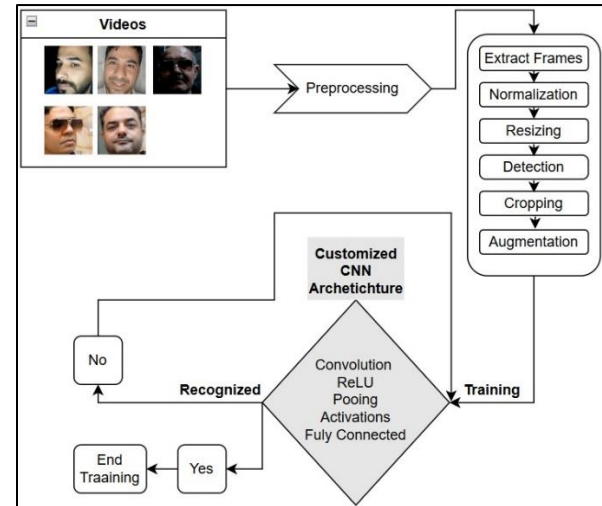 Videos
Preprocessing
Extract Frames
Normalization
Resizing
Detection
Cropping
Augmentation
Customized
CNN
Archetichture
Convolution
ReLU
Pooing
Activations
Fuly Connected
Training
Recognized
No
Yes
End
Traaining